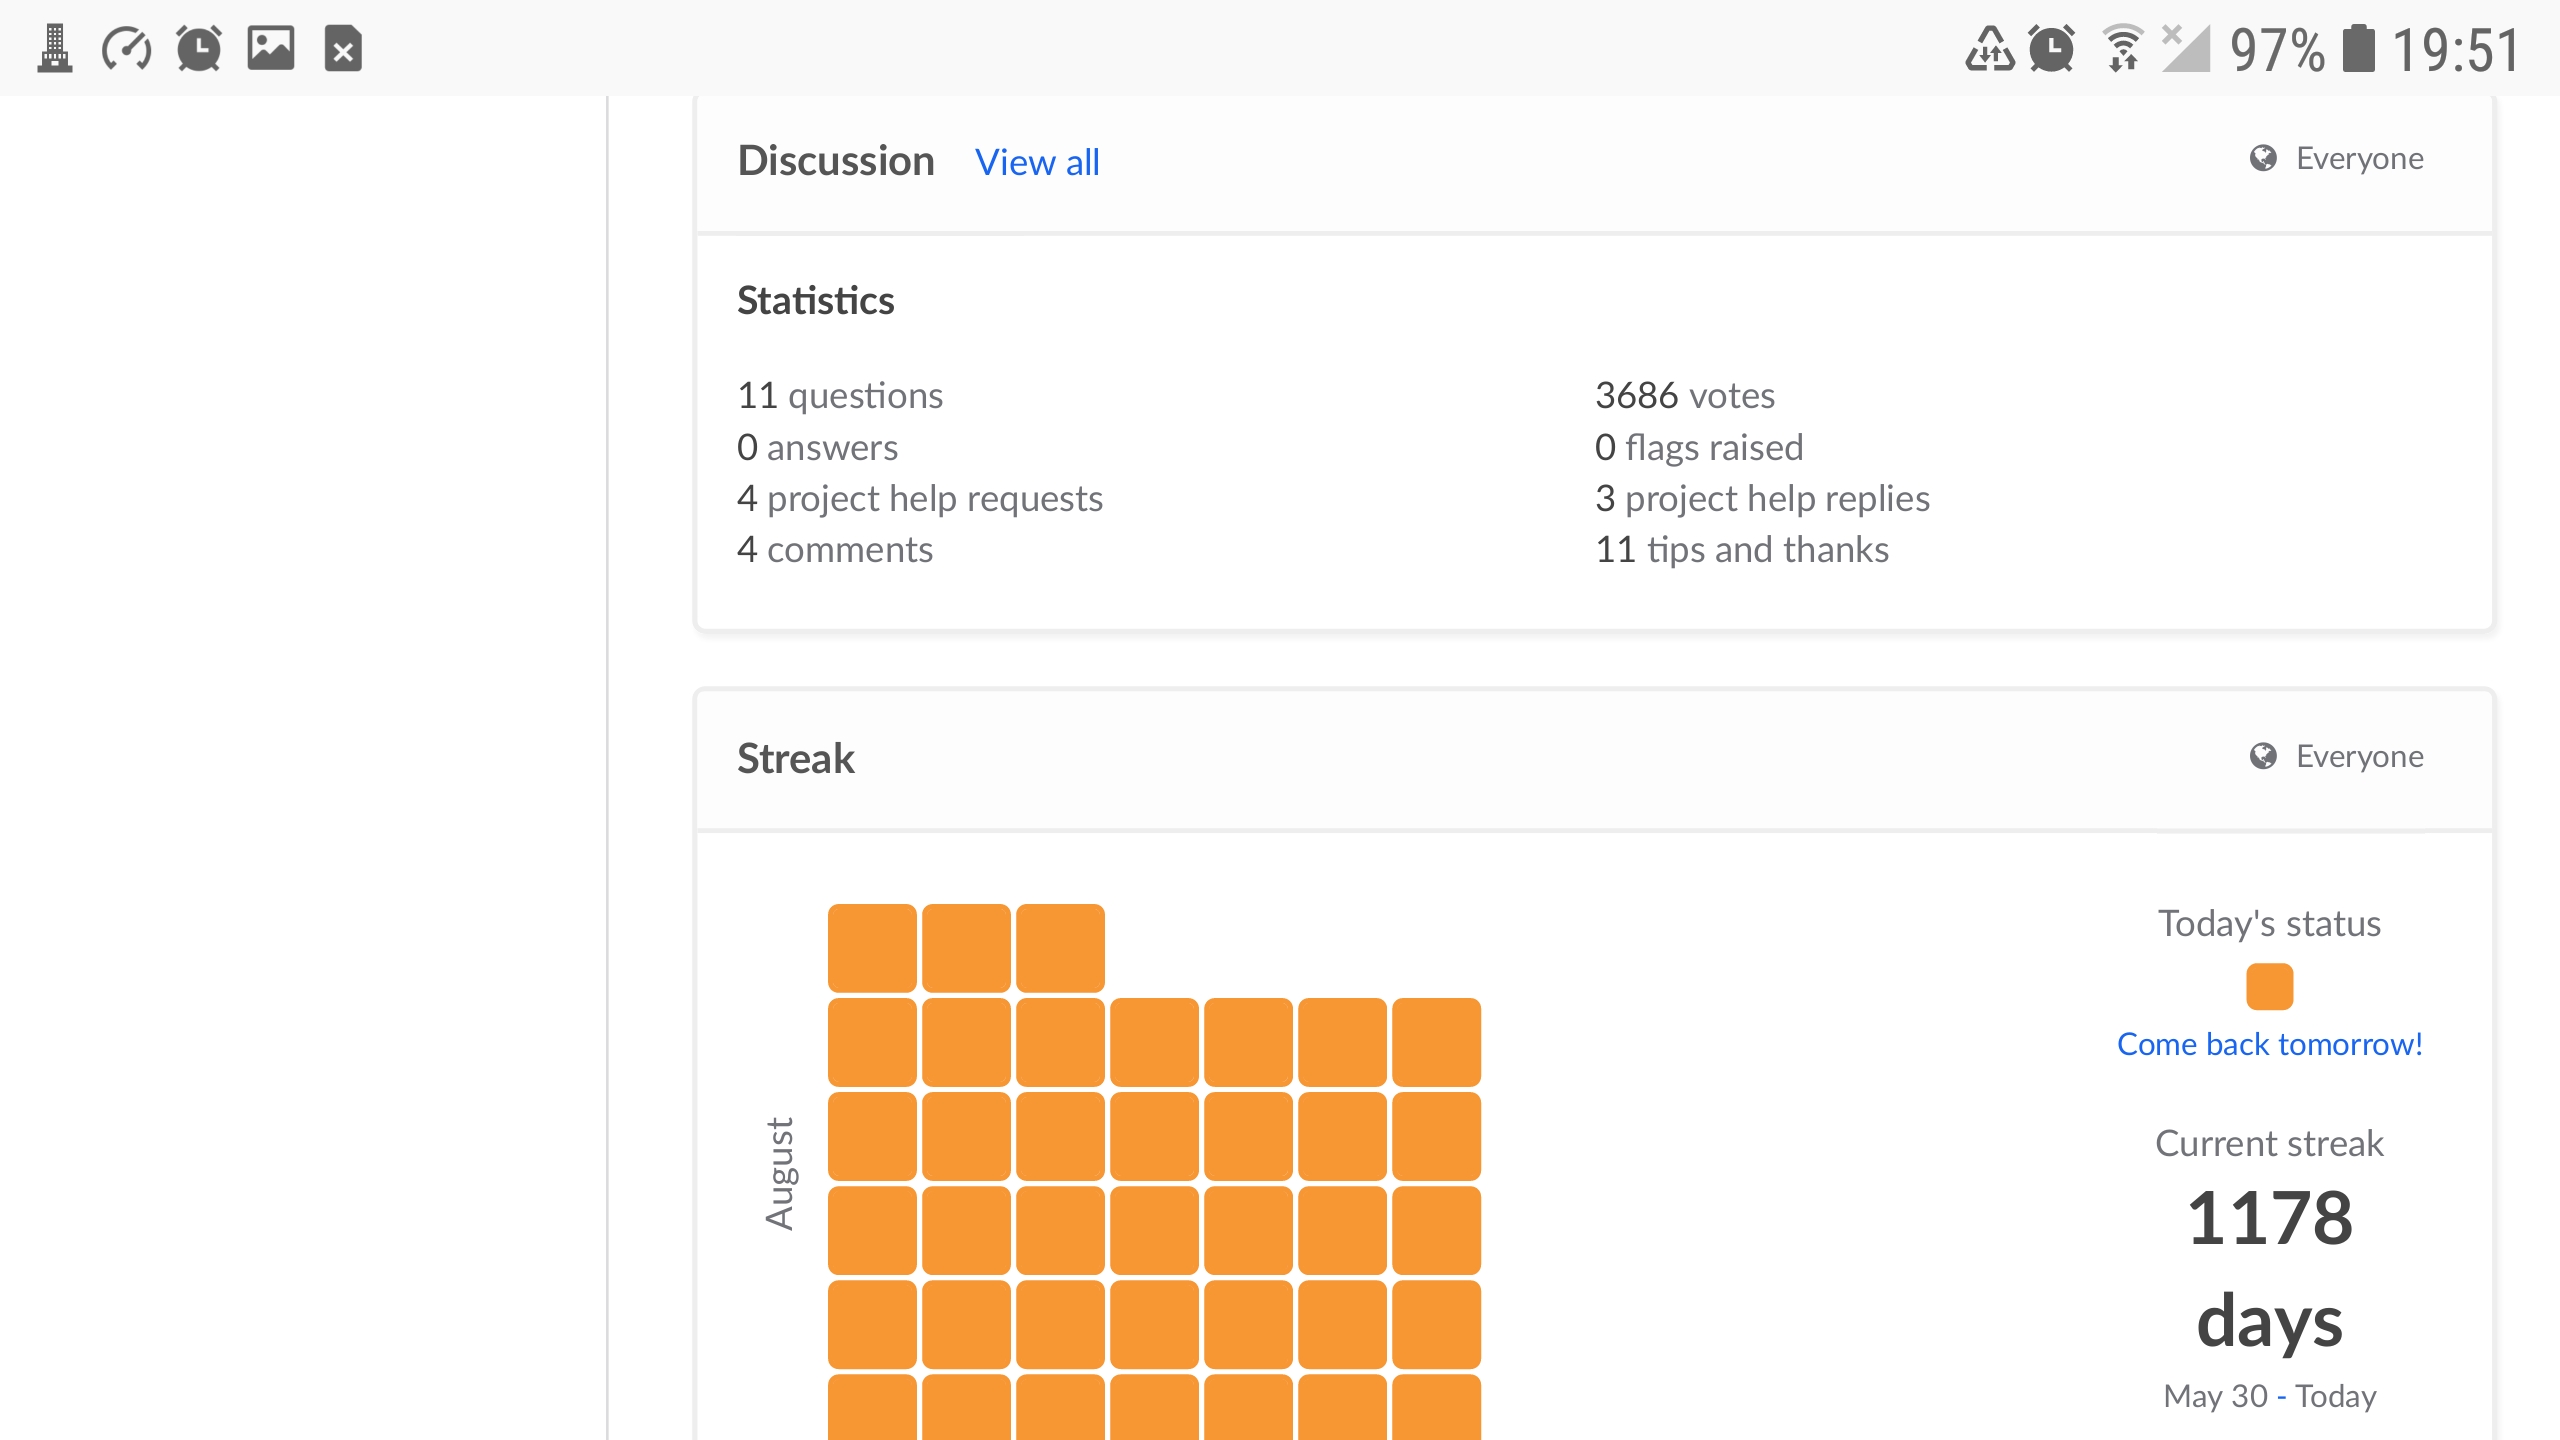 97% 19:51
Discussion View all Everyone
Statistics
11 questions
0 answers
4 project help requests
4 comments
3686 votes
0 flags raised
3 project help replies
11 tips and thanks
Streak Everyone
August
Today's status
Come back tomorrow!
Current streak
1178
days
May 30 - Today